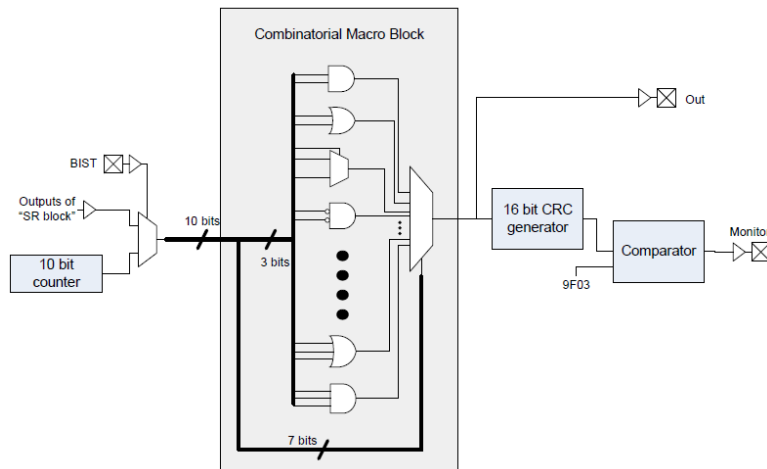 Combinatorial Macro Block
BIST
Outputs of
"SR block"
10 bit
counter
10 bits
3 bits
7 bits
Out
16 bit CRC
generator
Comparator
9F03
Monitor